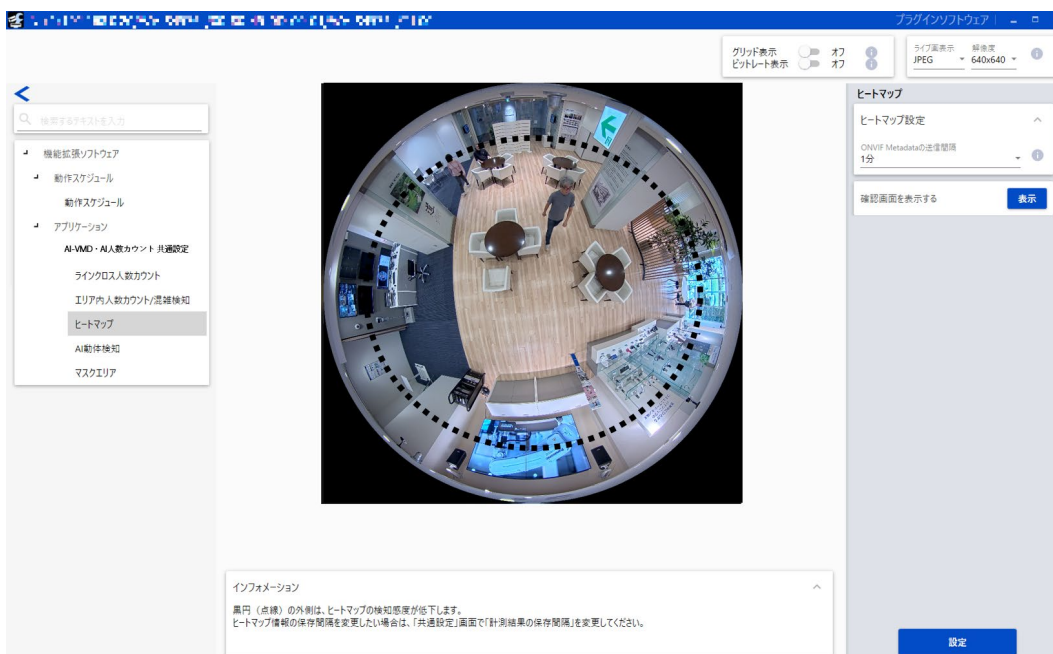 プラグインソフトウェア
グリッド表示 オフ
ビットレート表示 オフ
ライブ画表示 解像度
JPEG 640x640
検索するテキストを入力
機能拡張ソフトウェア
動作スケジュール
動作スケジュール
アプリケーション
AI-VMD・AI人数カウント 共通設定
ラインクロス人数カウント
エリア内人数カウント/混雑検知
ヒートマップ
AI動体検知
マスクエリア
ヒートマップ
ヒートマップ設定
ONVIF Metadataの送信間隔
1分
確認画面を表示する 表示
インフォメーション
黒円（点線）の外側は、ヒートマップの検知感度が低下します。
ヒートマップ情報の保存間隔を変更したい場合は、「共通設定」画面で「計測結果の保存間隔」を変更してください。
設定